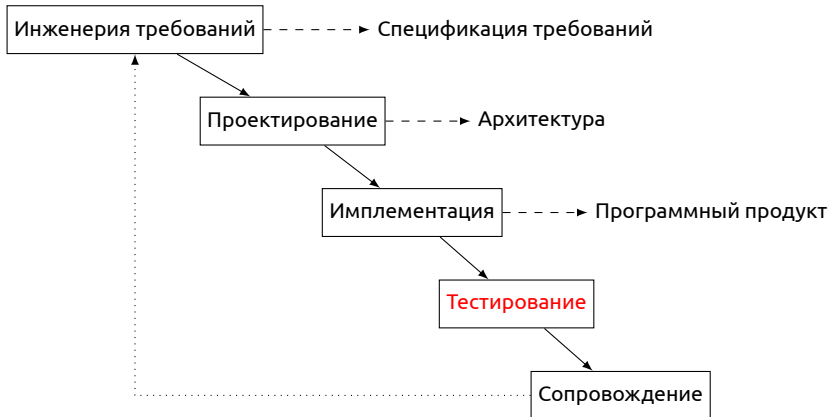 Инженерия требований
Спецификация требований
Проектирование
Архитектура
Имплементация
Программный продукт
Тестирование
Сопровождение